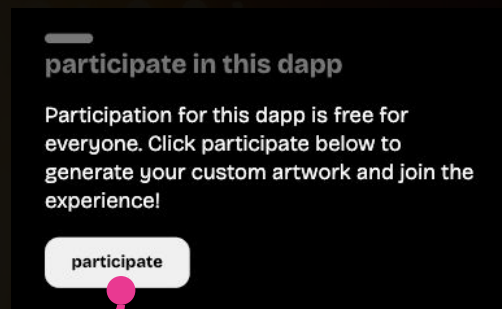 participate in this dapp
Participation for this dapp is free for
everyone. Click participate below to
generate your custom artwork and join the
experience!
participate